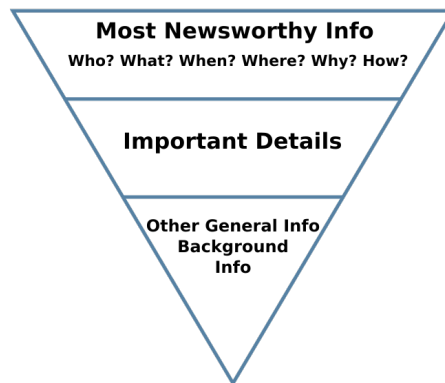 Most Newsworthy Info
Who? What? When? Where? Why? How?
Important Details
Other General Info
Background
Info